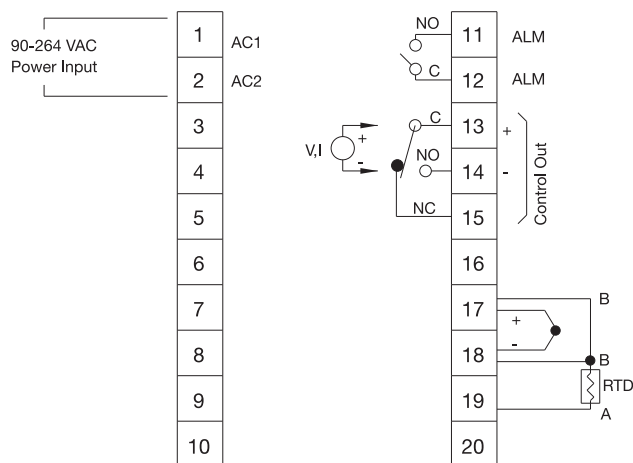 90-264 VAC
Power Input
1 AC1
2 AC2
3
4
5
6
7
8
9
10
NO 11 ALM
C 12 ALM
C 13 +
V,I + - NO 14 -
NC 15
Control Out
16
17 B
+
-
18 B
RTD
19 A
20